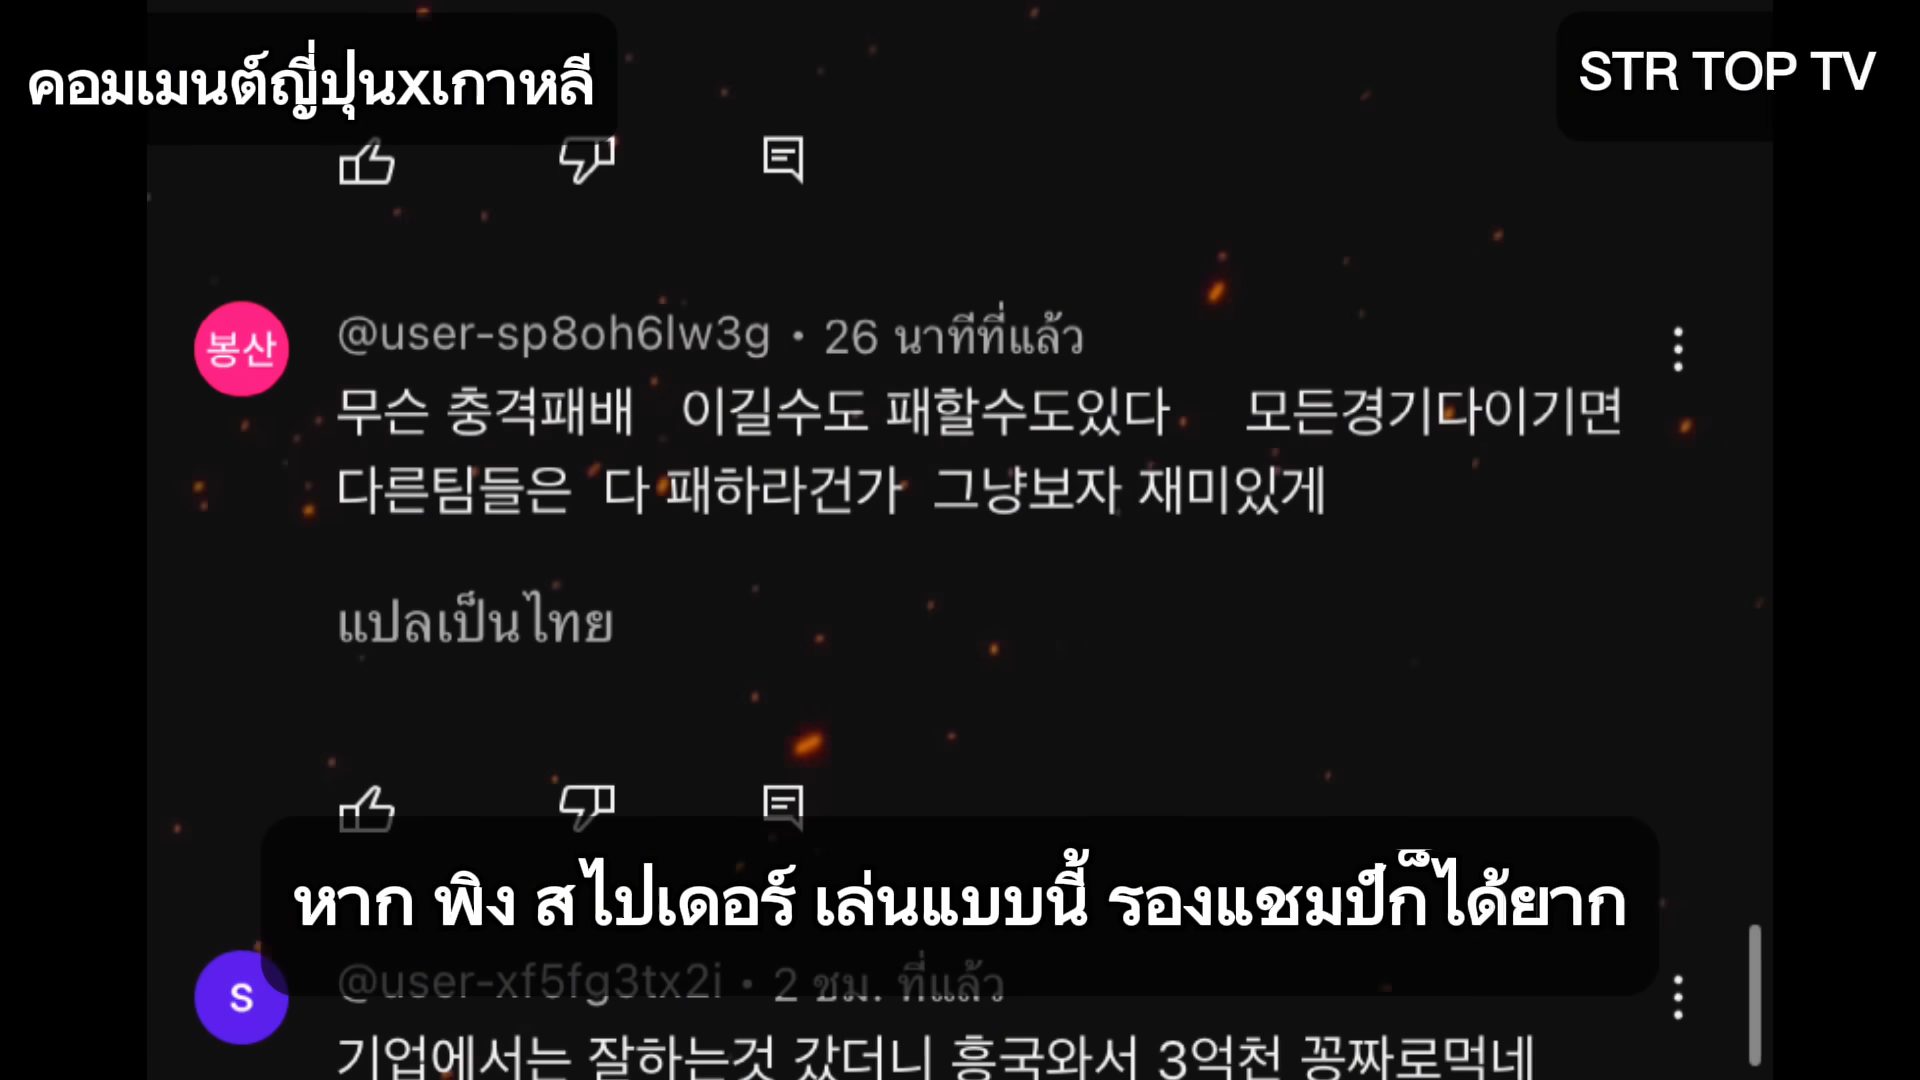 คอมเมนต์ญี่ปุ่นxเกาหลี
STR TOP TV
봉산
@user-sp8oh6lw3g • 26 นาทีที่แล้ว
무슨 충격패배 이길수도 패할수도있다 모든경기다이기면
다른팀들은 다 패하라건가 그냥보자 재미있게
แปลเป็นไทย
หาก พิง สไปเดอร์ เล่นแบบนี้ รองแชมป์ก็ได้ยาก
S
@user-xf5fg3tx2i • 2 ชม. ที่แล้ว
기업에서는 잘하는것 갔더니 흥국와서 3억천 꽁짜로먹네